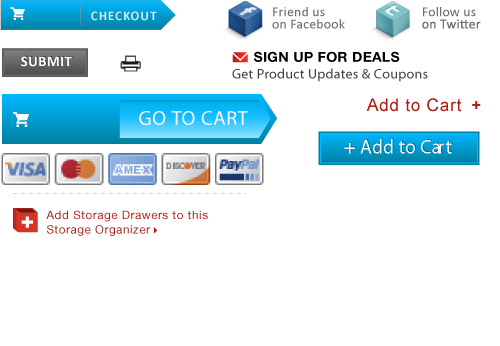 CHECKOUT
Friend us
on Facebook
Follow us
on Twitter
SUBMIT
SIGN UP FOR DEALS
Get Product Updates & Coupons
GO TO CART
Add to Cart +
+ Add to Cart
VISA
MasterCard
AMEX
DISCOVER
PayPal
Add Storage Drawers to this
Storage Organizer